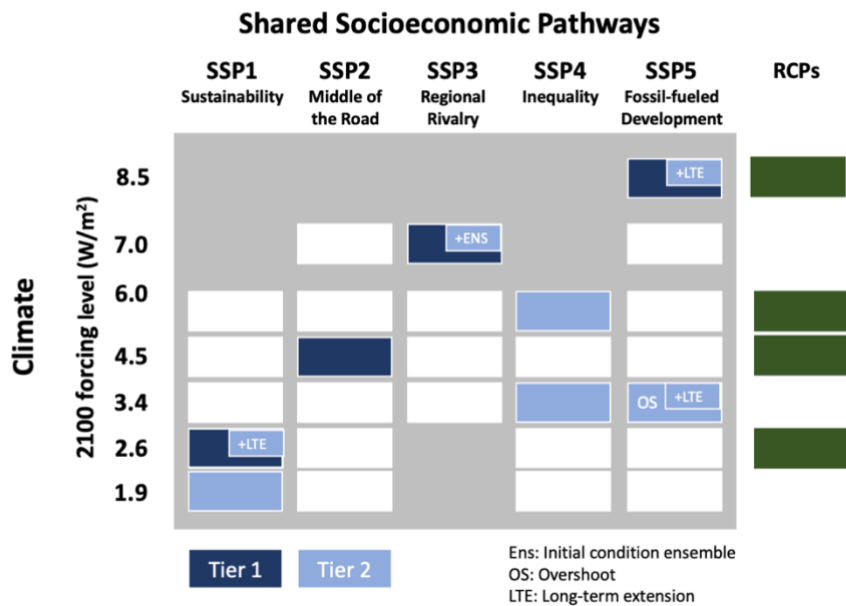 Shared Socioeconomic Pathways
SSP1
Sustainability
SSP2
Middle of
the Road
SSP3
Regional
Rivalry
SSP4
Inequality
SSP5
Fossil-fueled
Development
RCPs
Climate
2100 forcing level (W/m²)
8.5
+LTE
7.0
+ENS
6.0
4.5
3.4
OS
+LTE
2.6
+LTE
1.9
Tier 1
Tier 2
Ens: Initial condition ensemble
OS: Overshoot
LTE: Long-term extension